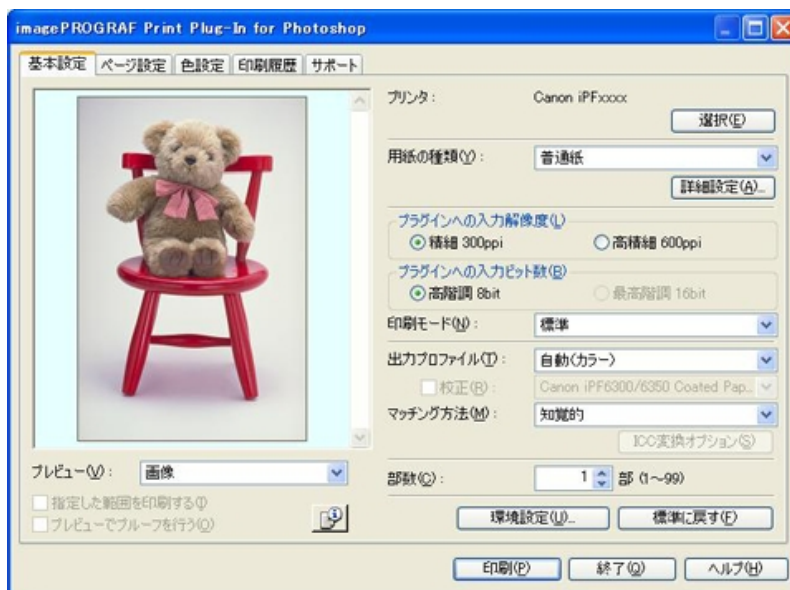 imagePROGRAF Print Plug-In for Photoshop
基本設定 ページ設定 色設定 印刷履歴 サポート
プリンタ: Canon iPFxxxx
選択(E)
用紙の種類(Y): 普通紙
詳細設定(A)...
プラグインへの入力解像度(L)
精細 300ppi 高精細 600ppi
プラグインへの入力ビット数(B)
高階調 8bit 最高階調 16bit
印刷モード(N): 標準
出力プロファイル(T): 自動(カラー)
校正(R): Canon iPF6300/6350 Coated Pap...
マッチング方法(M): 知覚的
ICC変換オプション(S)
プレビュー(V): 画像
部数(C): 1 部 (1~99)
指定した範囲を印刷する(I)
プレビューでプルーフを行う(O)
環境設定(U)... 標準に戻す(F)
印刷(P) 終了(Q) ヘルプ(H)